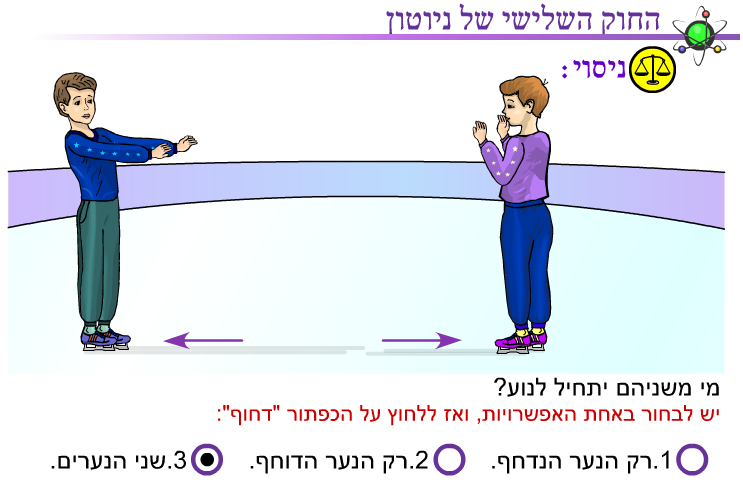 החוק השלישי של ניוטון
ניסוי:
מי משניהם יתחיל לנוע?
יש לבחור באחת האפשרויות, ואז ללחוץ על הכפתור "דחוף":
1.רק הנער הנדחף. 2.רק הנער הדוחף. 3.שני הנערים.